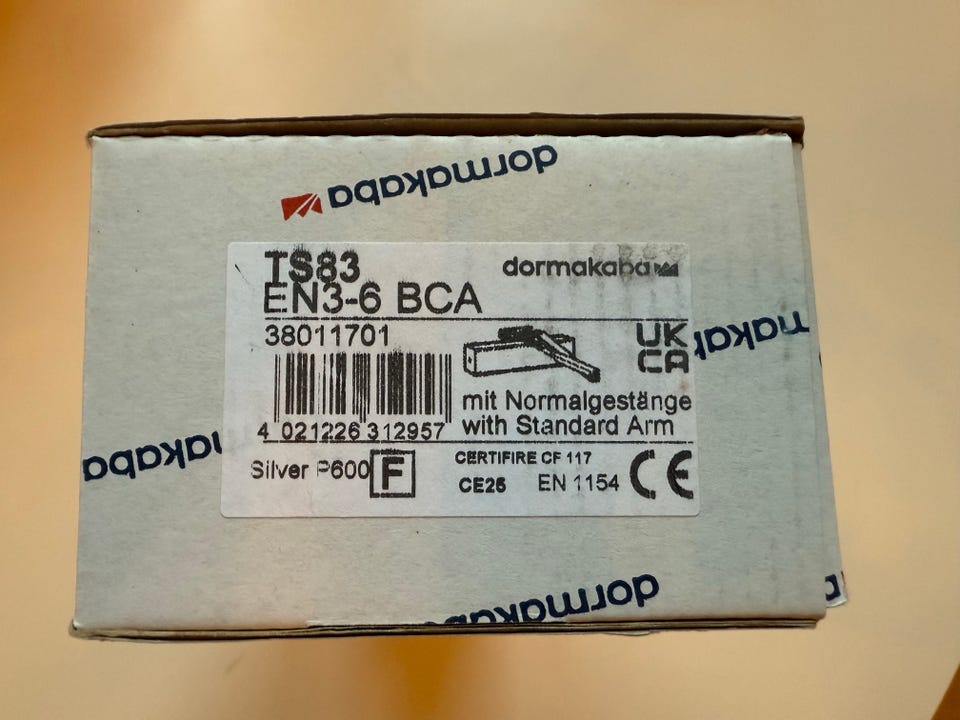 dormakaba
TS83
dormakaba
EN3-6 BCA
38011701
UK
CA
makaba
mit Normalgestänge
with Standard Arm
4 021226 312957
dormakaba
Silver P600 F
CERTIFIRE CF 117
CE25 EN 1154 CE
dormakaba